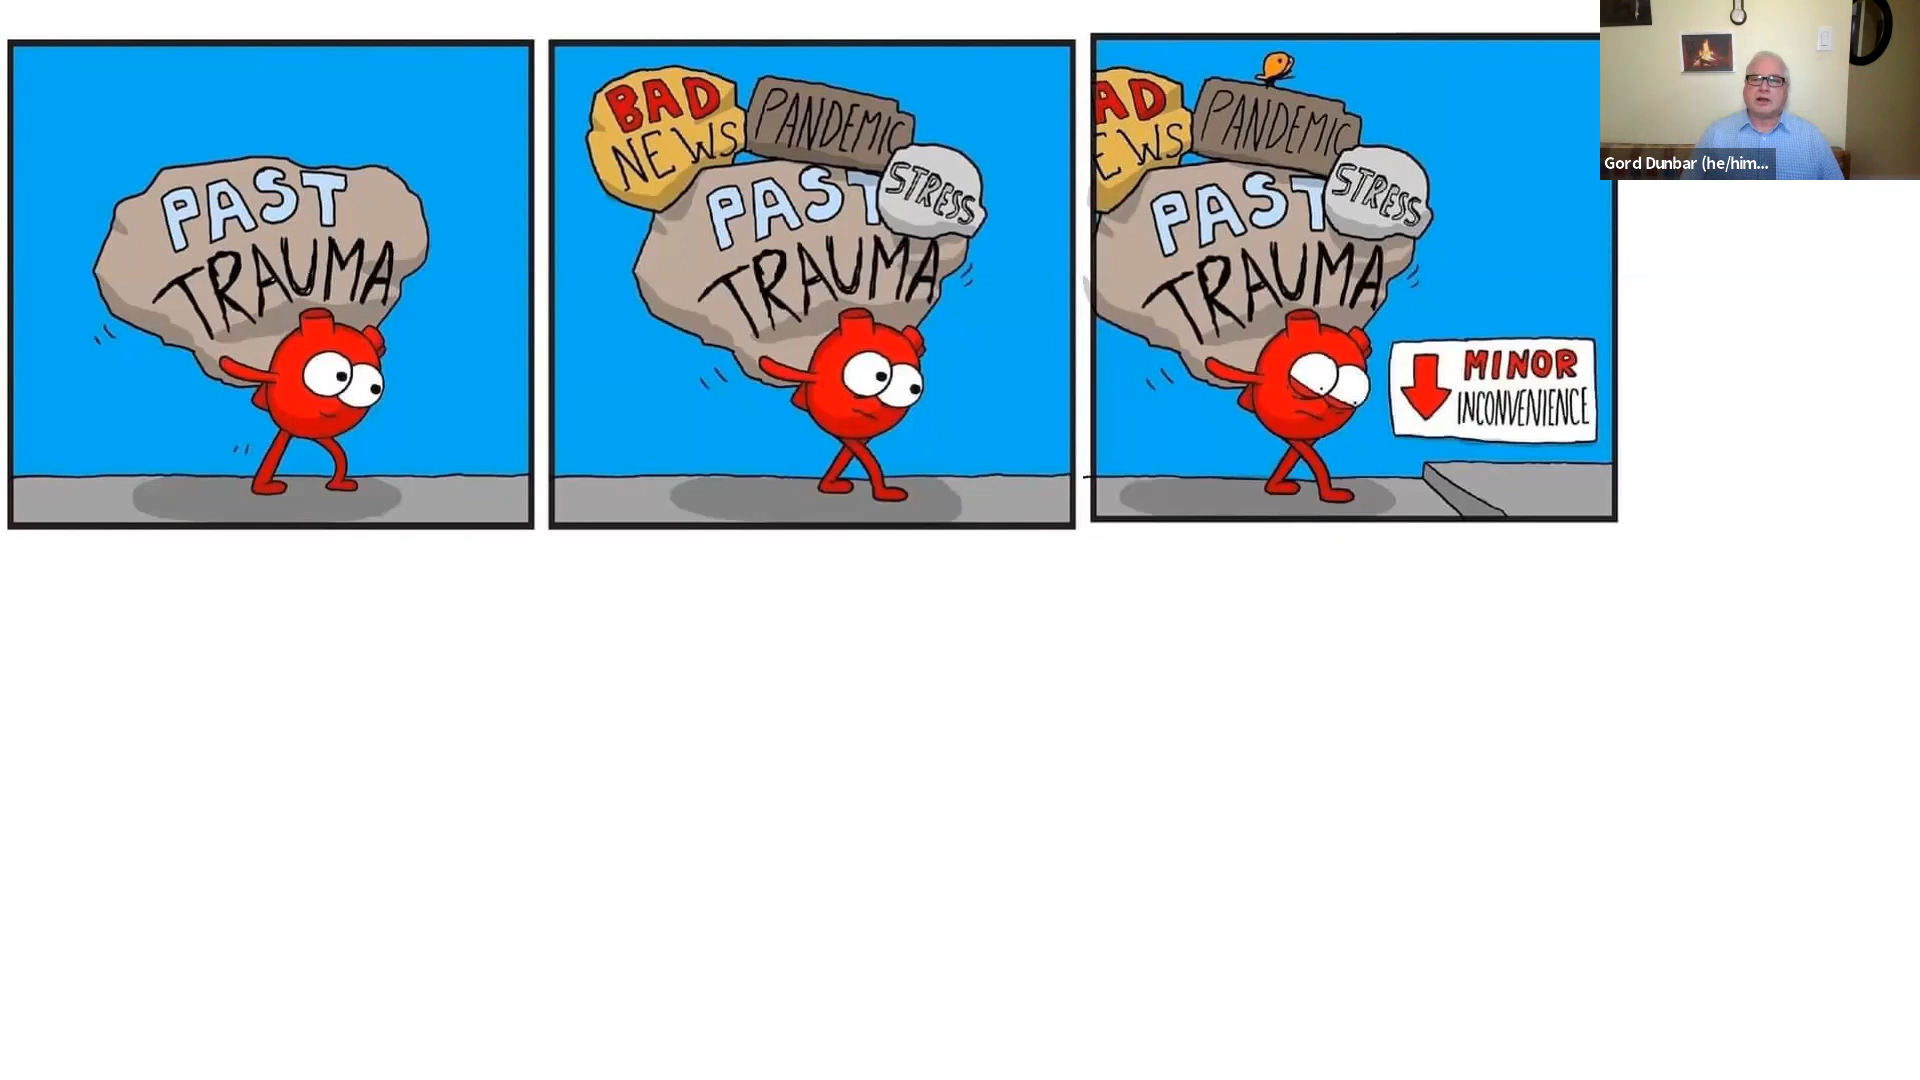 PAST
TRAUMA
BAD
NEWS
PANDEMIC
STRESS
PAST
TRAUMA
AD
EWS
PANDEMIC
STRESS
PAST
TRAUMA
MINOR
INCONVENIENCE
Gord Dunbar (he/him...